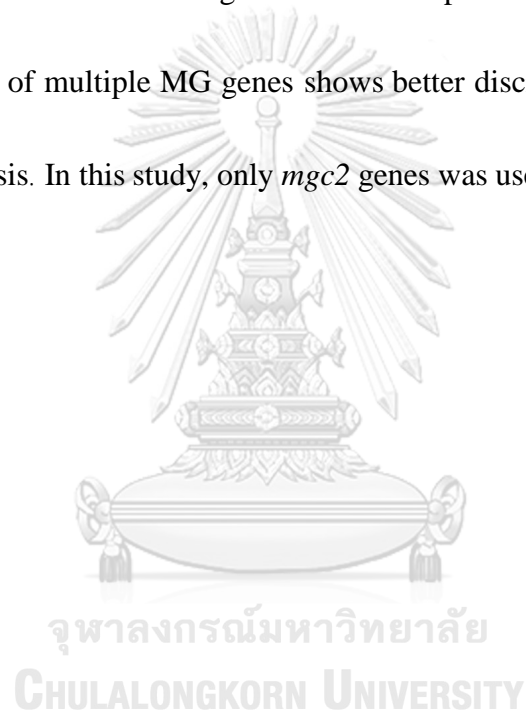 of multiple MG genes shows better disc
sis. In this study, only mgc2 genes was use
จุฬาลงกรณ์มหาวิทยาลัย
CHULALONGKORN UNIVERSITY